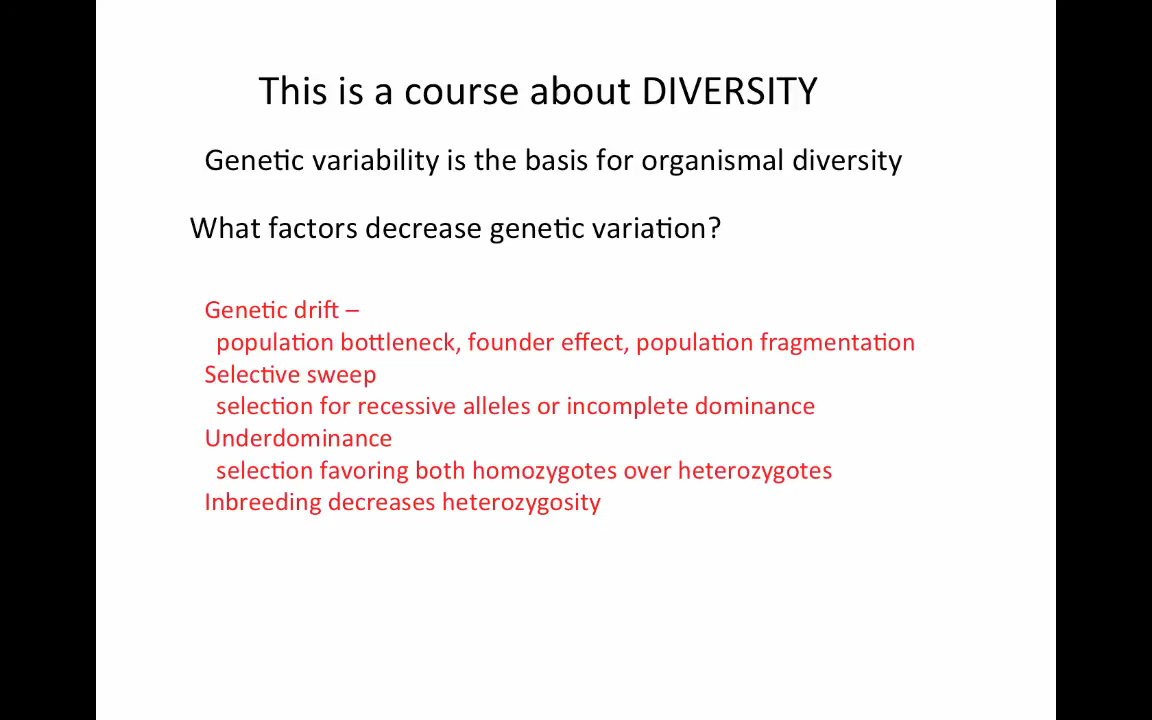 This is a course about DIVERSITY
Genetic variability is the basis for organismal diversity
What factors decrease genetic variation?
Genetic drift –
population bottleneck, founder effect, population fragmentation
Selective sweep
selection for recessive alleles or incomplete dominance
Underdominance
selection favoring both homozygotes over heterozygotes
Inbreeding decreases heterozygosity